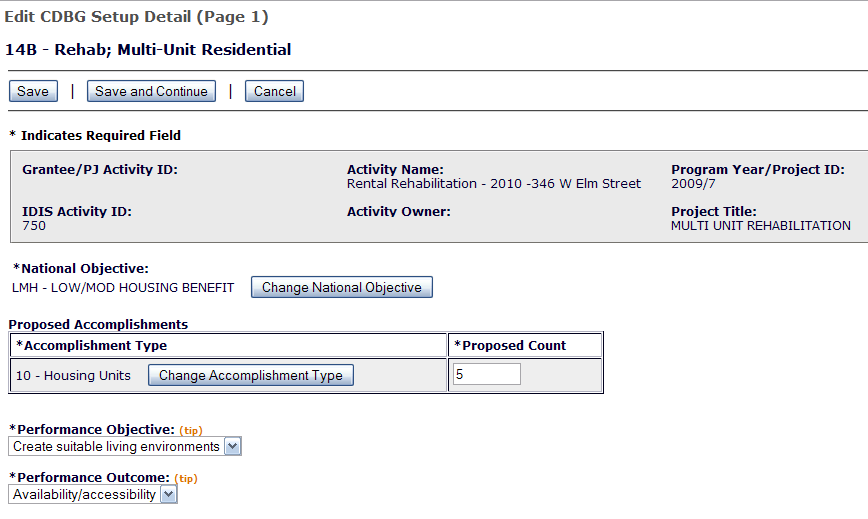 Edit CDBG Setup Detail (Page 1)
14B - Rehab; Multi-Unit Residential
Save | Save and Continue | Cancel
* Indicates Required Field
Grantee/PJ Activity ID: Activity Name: Program Year/Project ID:
Rental Rehabilitation - 2010 -346 W Elm Street 2009/7
IDIS Activity ID: Activity Owner: Project Title:
750 MULTI UNIT REHABILITATION
*National Objective:
LMH - LOW/MOD HOUSING BENEFIT Change National Objective
Proposed Accomplishments
*Accomplishment Type *Proposed Count
10 - Housing Units Change Accomplishment Type 5
*Performance Objective: (tip)
Create suitable living environments
*Performance Outcome: (tip)
Availability/accessibility